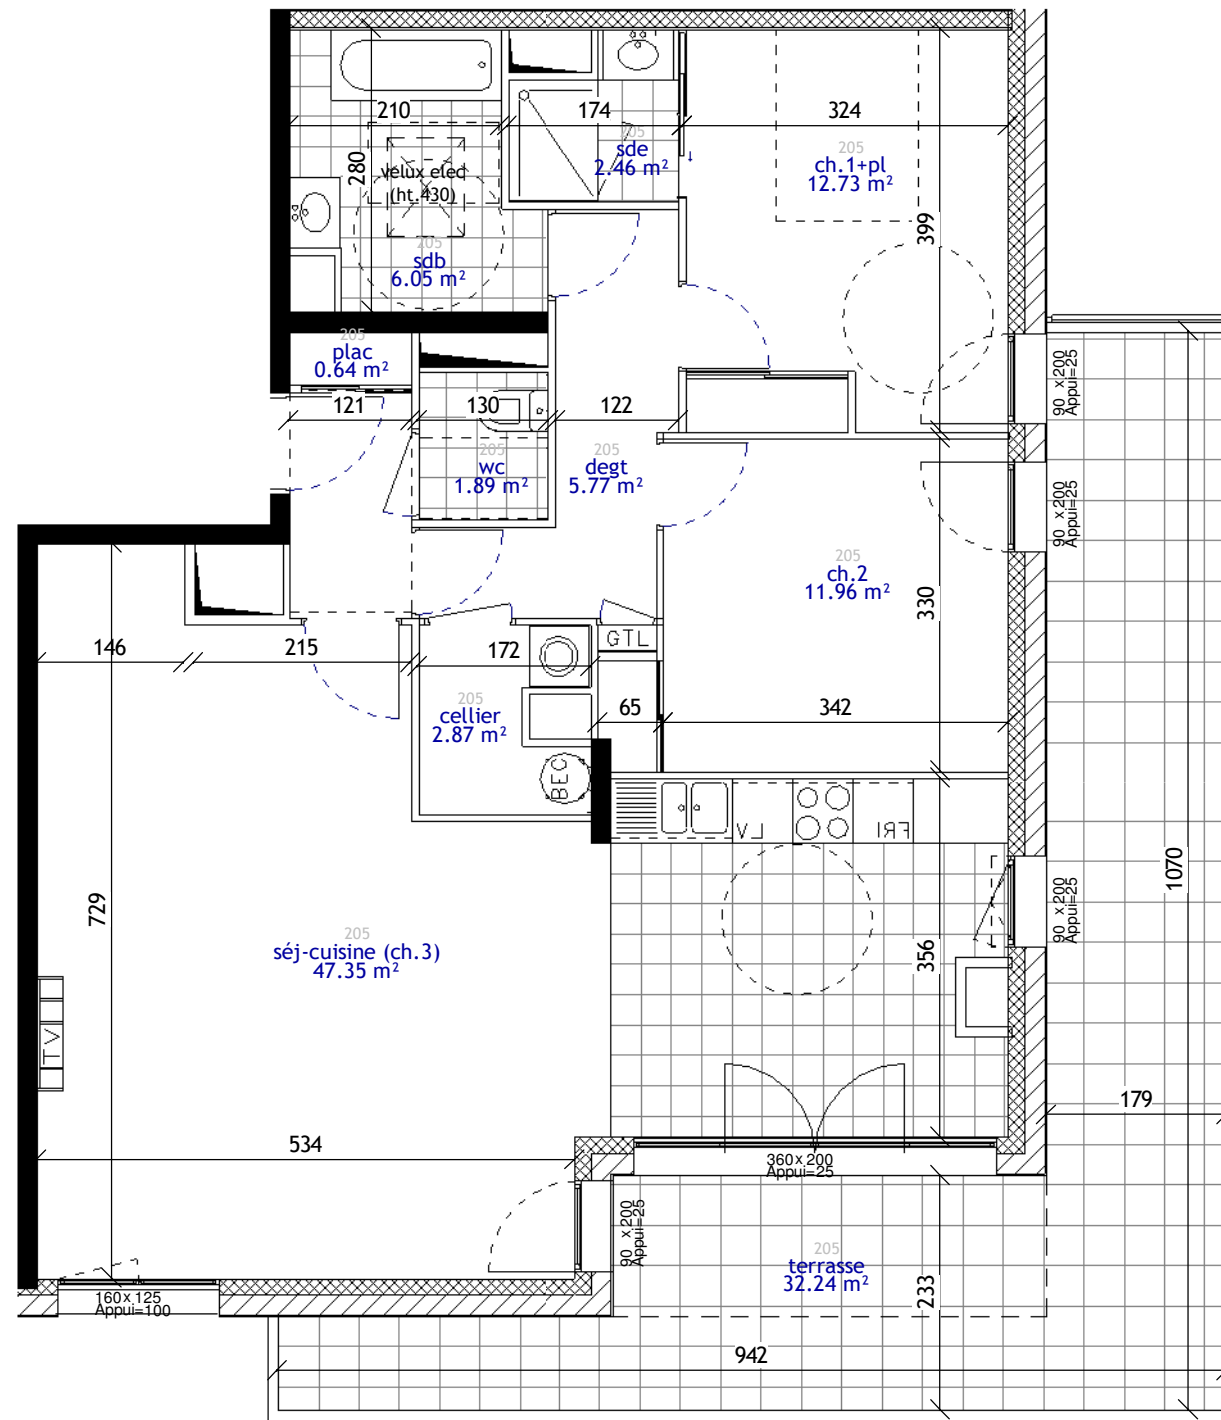 210
174
324
280
velux elec
(ht.430)
205
sdb
6.05 m²
205
sde
2.46 m²
205
ch.1+pl
12.73 m²
399
205
plac
0.64 m²
121
130
122
205
wc
1.89 m²
205
degt
5.77 m²
90 x200
Appui=25
90 x200
Appui=25
205
ch.2
11.96 m²
330
146
215
172
GTL
65
342
205
cellier
2.87 m²
BEC
LV
FRI
729
205
séj-cuisine (ch.3)
47.35 m²
356
90 x200
Appui=25
1070
TV
179
534
360x200
Appui=25
90 x200
Appui=25
205
terrasse
32.24 m²
233
160x125
Appui=100
942